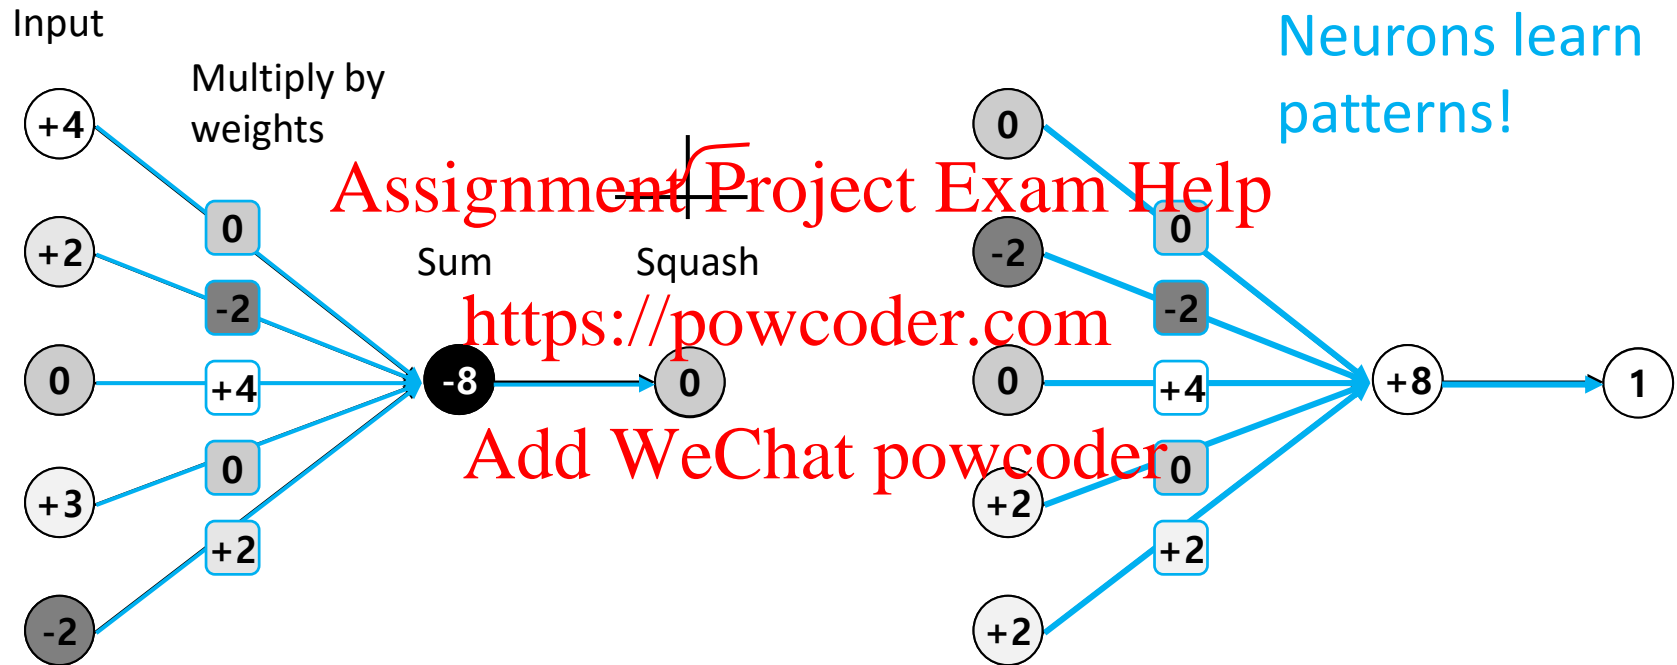 Input
Multiply by
weights
+4
+2
0
+3
-2
0
-2
+4
0
+2
Sum
-8
Squash
0
Neurons learn
patterns!
0
-2
0
+2
+2
0
-2
+4
0
+2
+8
1
Assignment Project Exam Help
https://powcoder.com
Add WeChat powcoder